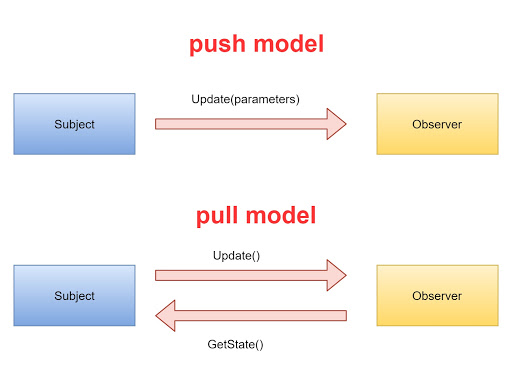 push model
Update(parameters)
Subject
Observer
pull model
Update()
Subject
Observer
GetState()